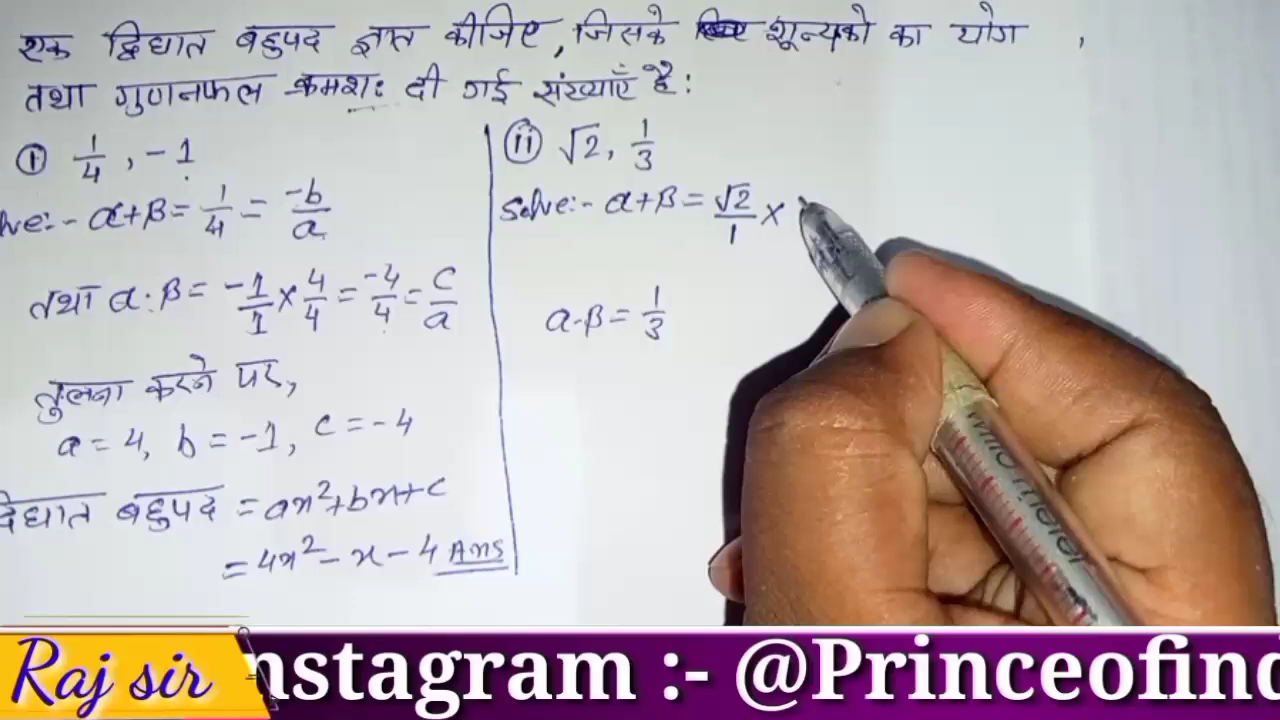 एक द्विघात बहुपद ज्ञात कीजिए, जिसके शून्यको का योग ,
तथा गुणनफल क्रमश: दी गई संख्याएँ है:
① 1/4, -1
lve:- α+β = 1/4 = -b/a
तथा α·β = -1/1 × 4/4 = -4/4 = c/a
तुलना करने पर,
a = 4, b = -1, c = -4
द्विघात बहुपद = ax²+bx+c
= 4x² - x - 4 Ans
ⓘⓘ √2, 1/3
Solve:- α+β = √2/1 ×
α·β = 1/3
Raj sir
nstagram :- @Princeofind